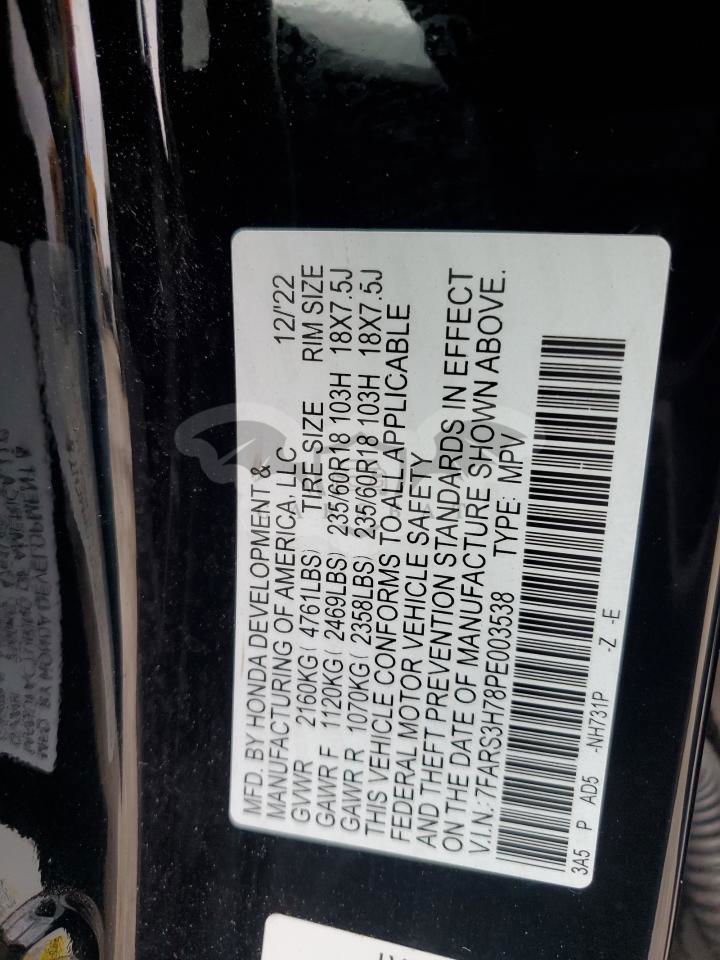 12/'22
MFD. BY HONDA DEVELOPMENT &
MANUFACTURING OF AMERICA, LLC
GVWR 2160KG( 4761LBS) TIRE SIZE RIM SIZE
GAWR F 1120KG( 2469LBS) 235/60R18 103H 18X7.5J
GAWR R 1070KG( 2358LBS) 235/60R18 103H 18X7.5J
THIS VEHICLE CONFORMS TO ALL APPLICABLE
FEDERAL MOTOR VEHICLE SAFETY
AND THEFT PREVENTION STANDARDS IN EFFECT
ON THE DATE OF MANUFACTURE SHOWN ABOVE.
V.I.N.: 7FARS3H78PE003538 TYPE: MPV
3A5 P AD5 -NH731P -Z -E